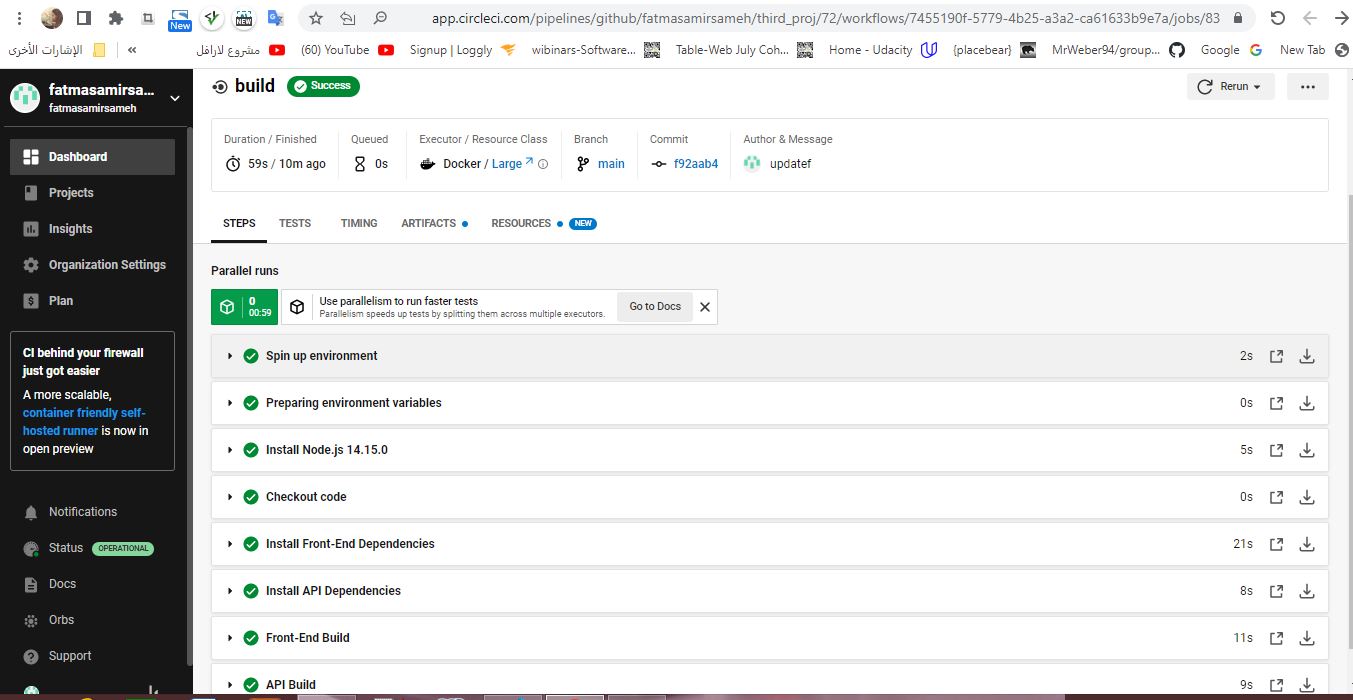 New
NEW
app.circleci.com/pipelines/github/fatmasamirsameh/third_proj/72/workflows/7455190f-5779-4b25-a3a2-ca61633b9e7a/jobs/83
الإشارات الأخرى
«
مشروع لارافل
(60) YouTube
Signup | Loggly
wibinars-Software...
Table-Web July Coh...
Home - Udacity
{placebear}
MrWeber94/group...
Google
New Tab
fatmasamirsa...
fatmasamirsameh
Dashboard
Projects
Insights
Organization Settings
Plan
CI behind your firewall
just got easier
A more scalable,
container friendly self-
hosted runner is now in
open preview
Notifications
Status OPERATIONAL
Docs
Orbs
Support
build Success
Rerun
Duration / Finished Queued Executor / Resource Class Branch Commit Author & Message
59s / 10m ago 0s Docker / Large main f92aab4 updatef
STEPS TESTS TIMING ARTIFACTS RESOURCES NEW
Parallel runs
0
00:59
Use parallelism to run faster tests
Parallelism speeds up tests by splitting them across multiple executors.
Go to Docs
Spin up environment 2s
Preparing environment variables 0s
Install Node.js 14.15.0 5s
Checkout code 0s
Install Front-End Dependencies 21s
Install API Dependencies 8s
Front-End Build 11s
API Build 9s